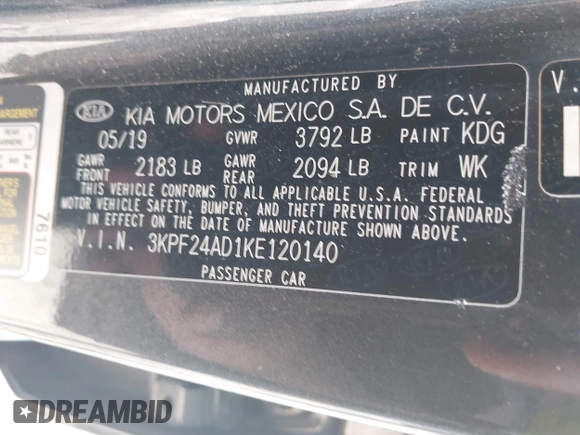 MANUFACTURED BY
KIA KIA MOTORS MEXICO S.A. DE C.V.
05/19 GVWR 3792 LB PAINT KDG
GAWR FRONT 2183 LB GAWR REAR 2094 LB TRIM WK
THIS VEHICLE CONFORMS TO ALL APPLICABLE U.S.A. FEDERAL
MOTOR VEHICLE SAFETY, BUMPER, AND THEFT PREVENTION STANDARDS
IN EFFECT ON THE DATE OF MANUFACTURE SHOWN ABOVE.
V.I.N. 3KPF24AD1KE120140
PASSENGER CAR
7610
REAR
V.
DREAMBID